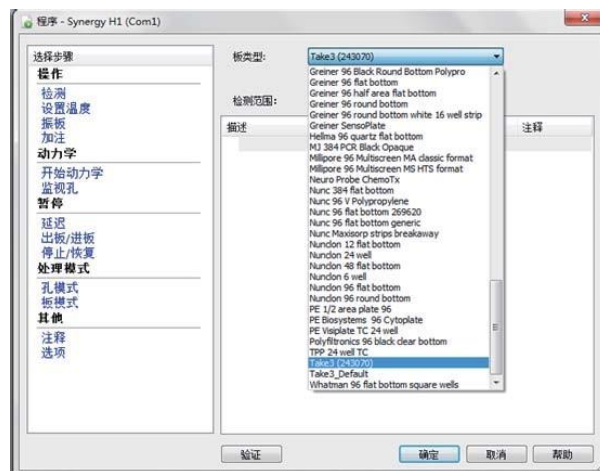 程序 - Synergy H1 (Com1)
选择步骤
操作
检测
设置温度
振板
加注
动力学
开始动力学
监视孔
暂停
延迟
出板/进板
停止/恢复
处理模式
孔模式
板模式
其他
注释
选项
板类型:
Take3 (243070)
检测范围:
描述
注释
Greiner 96 Black Round Bottom Polypro
Greiner 96 flat bottom
Greiner 96 half area flat bottom
Greiner 96 round bottom
Greiner 96 round bottom white 16 well strip
Greiner SensoPlate
Hellma 96 quartz flat bottom
MJ 384 PCR Black Opaque
Millipore 96 Multiscreen MA classic format
Millipore 96 Multiscreen MS HTS format
Neuro Probe ChemoTx
Nunc 384 flat bottom
Nunc 96 V Polypropylene
Nunc 96 flat bottom 269620
Nunc 96 flat bottom generic
Nunc Maxisorp strips breakaway
Nundon 12 flat bottom
Nundon 24 well
Nundon 48 flat bottom
Nundon 6 well
Nundon 96 flat bottom
Nundon 96 round bottom
PE 1/2 area plate 96
PE Biosystems 96 Cytoplate
PE Visiplate TC 24 well
Polyfiltronics 96 black clear bottom
TPP 24 well TC
Take3 (243070)
Take3_Default
Whatman 96 flat bottom square wells
验证
确定
取消
帮助